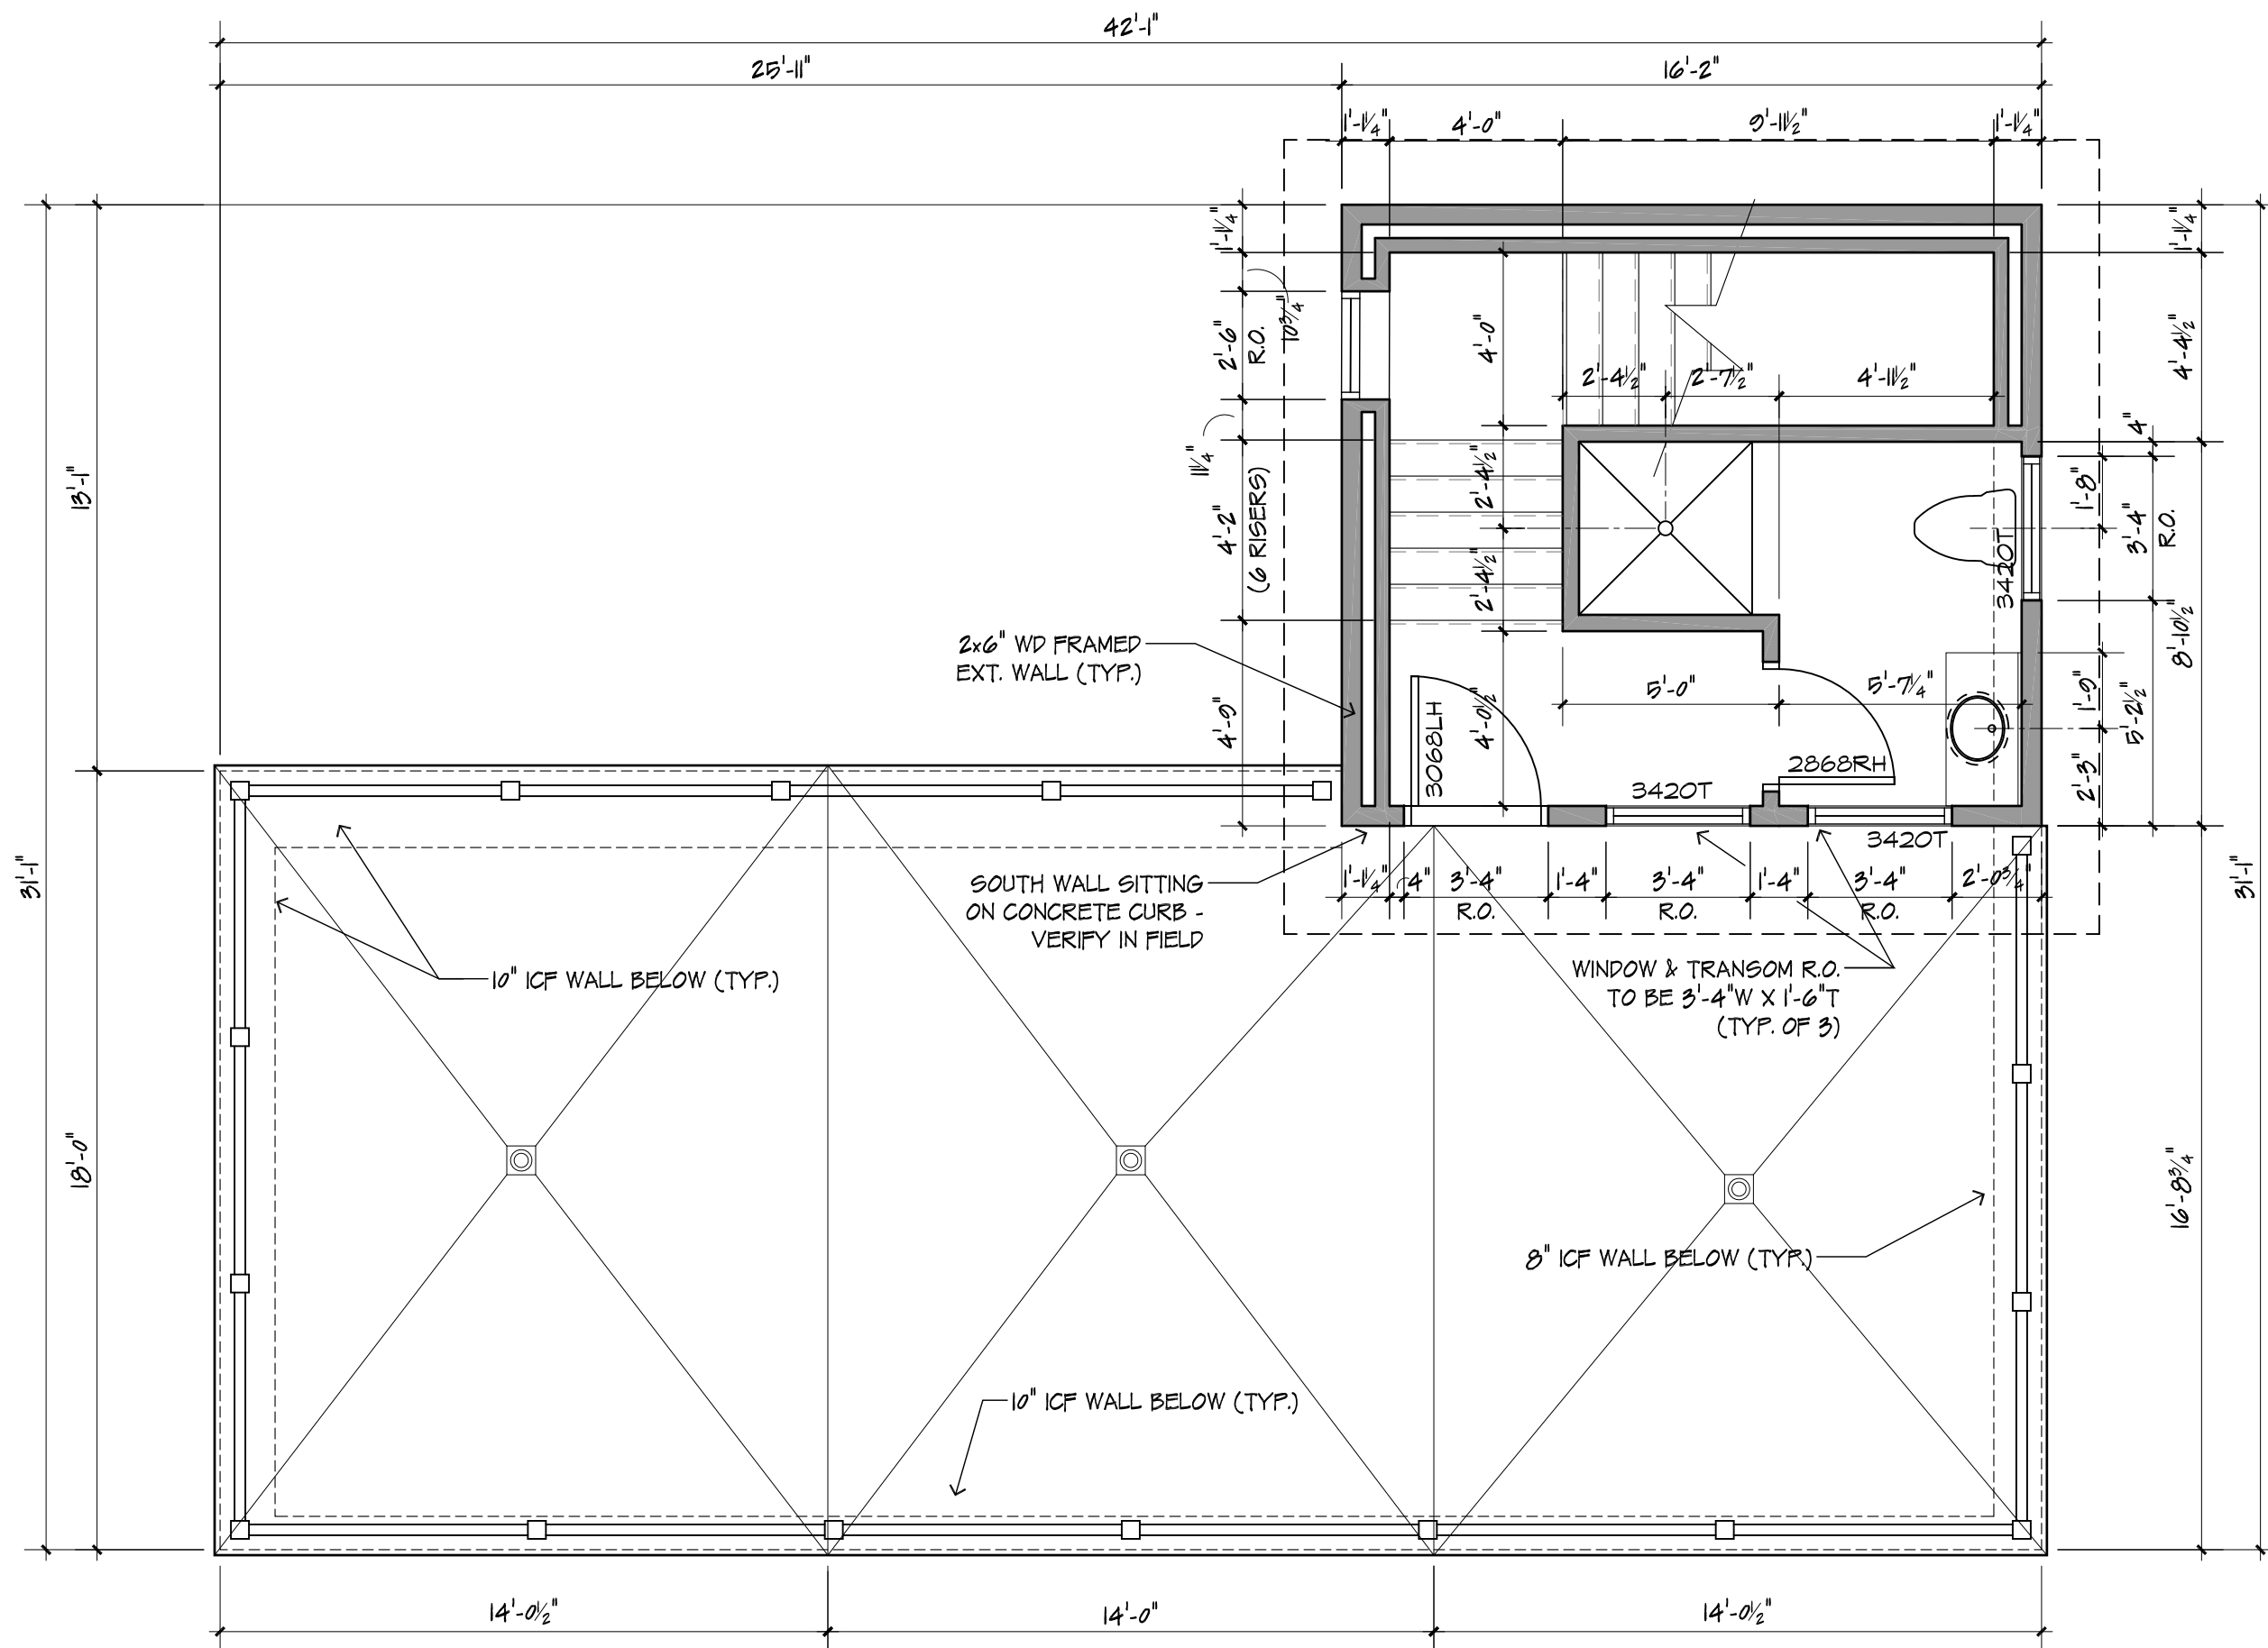 42'-1"
25'-11"
16'-2"
1'-1¼"
4'-0"
9'-11½"
1'-1¼"
1'-1¼"
10¾"
2'-6"
R.O.
11¼"
4'-2"
(6 RISERS)
4'-9"
13'-1"
31'-1"
18'-0"
4'-0"
2'-4½"
2'-7½"
4'-11½"
2'-4½"
2'-4½"
4'-0½"
5'-0"
5'-7¼"
3068LH
2868RH
3420T
3420T
3420T
1'-1¼"
4'-4½"
4"
1'-8"
3'-4"
R.O.
8'-10½"
1'-9"
5'-2½"
2'-3"
31'-1"
16'-8¾"
2x6" WD FRAMED
EXT. WALL (TYP.)
SOUTH WALL SITTING
ON CONCRETE CURB -
VERIFY IN FIELD
1'-1¼"
4"
3'-4"
R.O.
1'-4"
3'-4"
R.O.
1'-4"
3'-4"
R.O.
2'-0¾"
10" ICF WALL BELOW (TYP.)
WINDOW & TRANSOM R.O.
TO BE 3'-4"W X 1'-6"T
(TYP. OF 3)
8" ICF WALL BELOW (TYP.)
10" ICF WALL BELOW (TYP.)
14'-0½"
14'-0"
14'-0½"